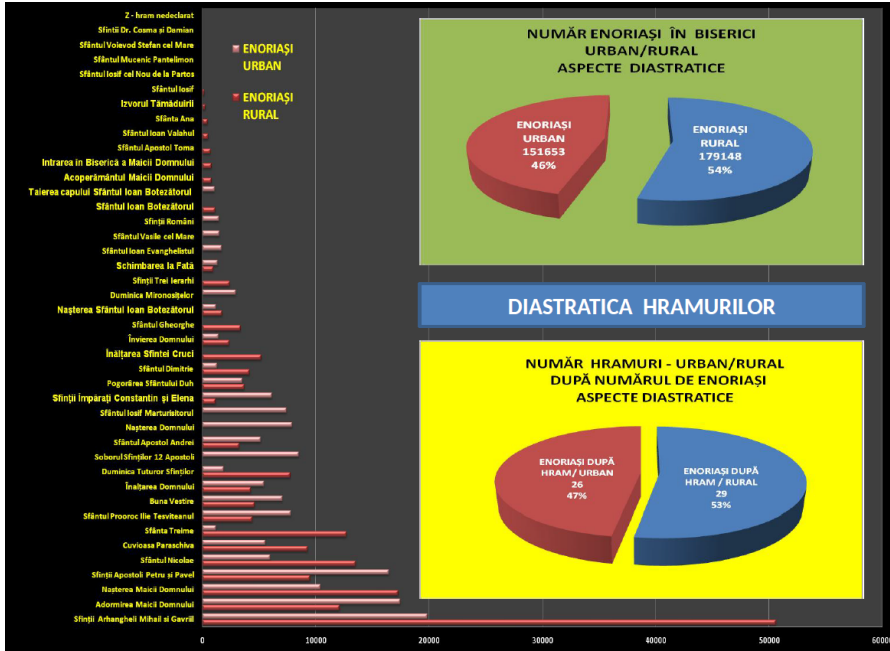 Z - hram nedeclarat
Sfintii Dr. Cosma și Damian
Sfântul Voievod Stefan cel Mare
Sfântul Mucenic Pantelimon
Sfântul Iosif cel Nou de la Partos
Sfântul Iosif
Izvorul Tămăduirii
Sfânta Ana
Sfântul Ioan Valahul
Sfântul Apostol Toma
Intrarea în Biserică a Maicii Domnului
Acoperământul Maicii Domnului
Taierea capului Sfântul Ioan Botezătorul
Sfântul Ioan Botezătorul
Sfinții Români
Sfântul Vasile cel Mare
Sfântul Ioan Evanghelistul
Schimbarea la Față
Sfinții Trei Ierarhi
Duminica Mironosițelor
Nașterea Sfântul Ioan Botezătorul
Sfântul Gheorghe
Învierea Domnului
Înălțarea Sfintei Cruci
Sfântul Dimitrie
Pogorârea Sfântului Duh
Sfinții Împărați Constantin și Elena
Sfântul Iosif Marturisitorul
Nașterea Domnului
Sfântul Apostol Andrei
Soborul Sfinților 12 Apostoli
Duminica Tuturor Sfinților
Înalțarea Domnului
Buna Vestire
Sfântul Prooroc Ilie Tesviteanul
Sfânta Treime
Cuvioasa Paraschiva
Sfântul Nicolae
Sfinții Apostoli Petru și Pavel
Nașterea Maicii Domnului
Adormirea Maicii Domnului
Sfinții Arhangheli Mihail si Gavriil
0 10000 20000 30000 40000 50000 60000
ENORIAȘI
URBAN
ENORIAȘI
RURAL
NUMĂR ENORIAȘI ÎN BISERICI
URBAN/RURAL
ASPECTE DIASTRATICE
ENORIAȘI
URBAN
151653
46%
ENORIAȘI
RURAL
179148
54%
DIASTRATICA HRAMURILOR
NUMĂR HRAMURI - URBAN/RURAL
DUPĂ NUMĂRUL DE ENORIAȘI
ASPECTE DIASTRATICE
ENORIAȘI DUPĂ
HRAM/ URBAN
26
47%
ENORIAȘI DUPĂ
HRAM / RURAL
29
53%